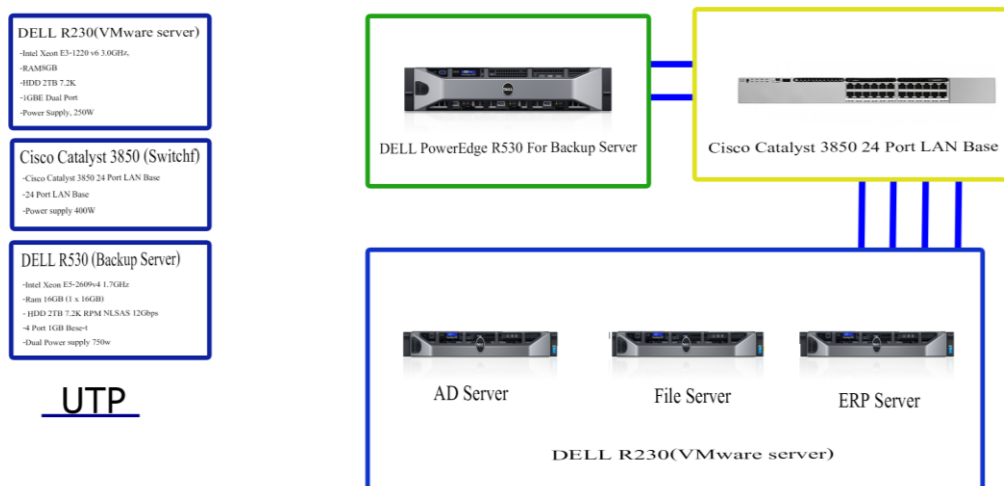 DELL R230(VMware server)
-Intel Xeon E3-1220 v6 3.0GHz,
-RAM8GB
-HDD 2TB 7.2K
-1GBE Dual Port
-Power Supply, 250W
Cisco Catalyst 3850 (Switchf)
-Cisco Catalyst 3850 24 Port LAN Base
-24 Port LAN Base
-Power supply 400W
DELL R530 (Backup Server)
-Intel Xeon E5-2609v4 1.7GHz
-Ram 16GB (1 x 16GB)
- HDD 2TB 7.2K RPM NLSAS 12Gbps
-4 Port 1GB Bese-t
-Dual Power supply 750w
UTP
DELL PowerEdge R530 For Backup Server
Cisco Catalyst 3850 24 Port LAN Base
AD Server
File Server
ERP Server
DELL R230(VMware server)